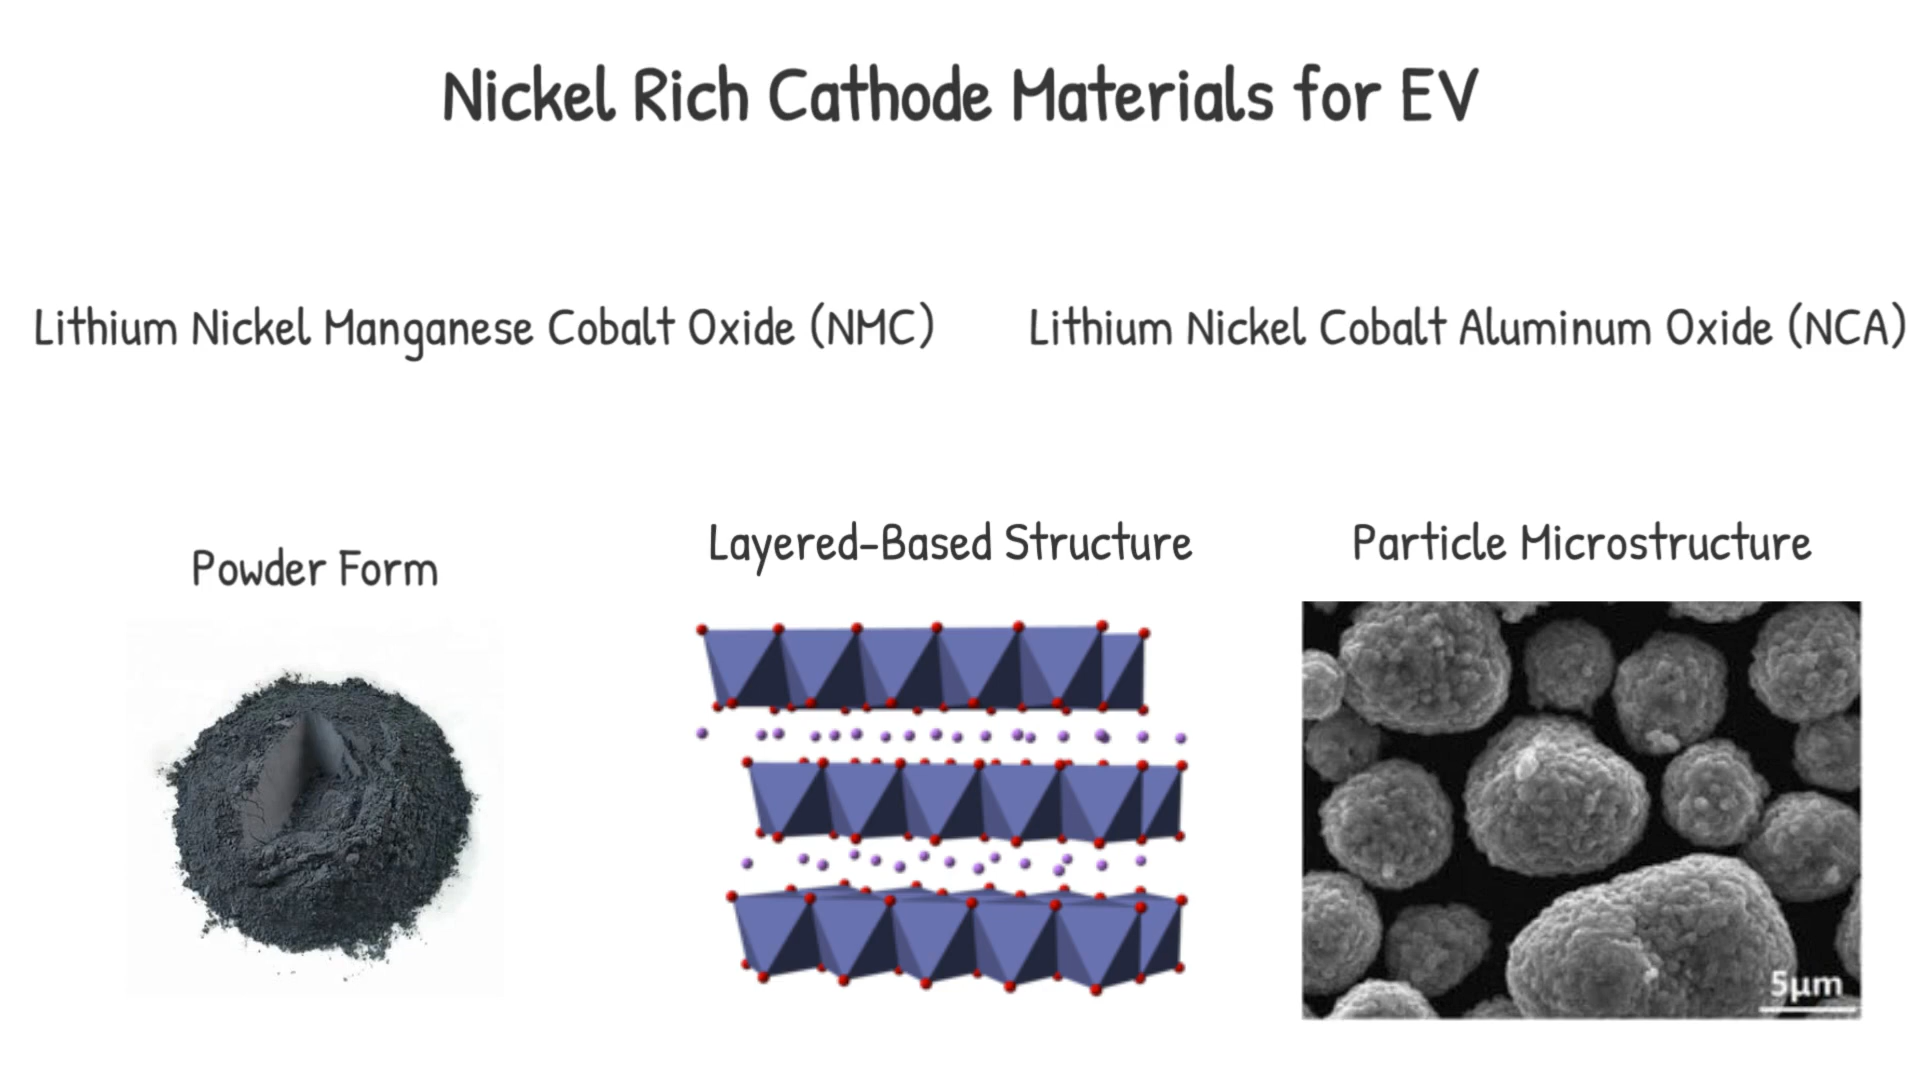 Nickel Rich Cathode Materials for EV
Lithium Nickel Manganese Cobalt Oxide (NMC)
Lithium Nickel Cobalt Aluminum Oxide (NCA)
Powder Form
Layered-Based Structure
Particle Microstructure
5µm